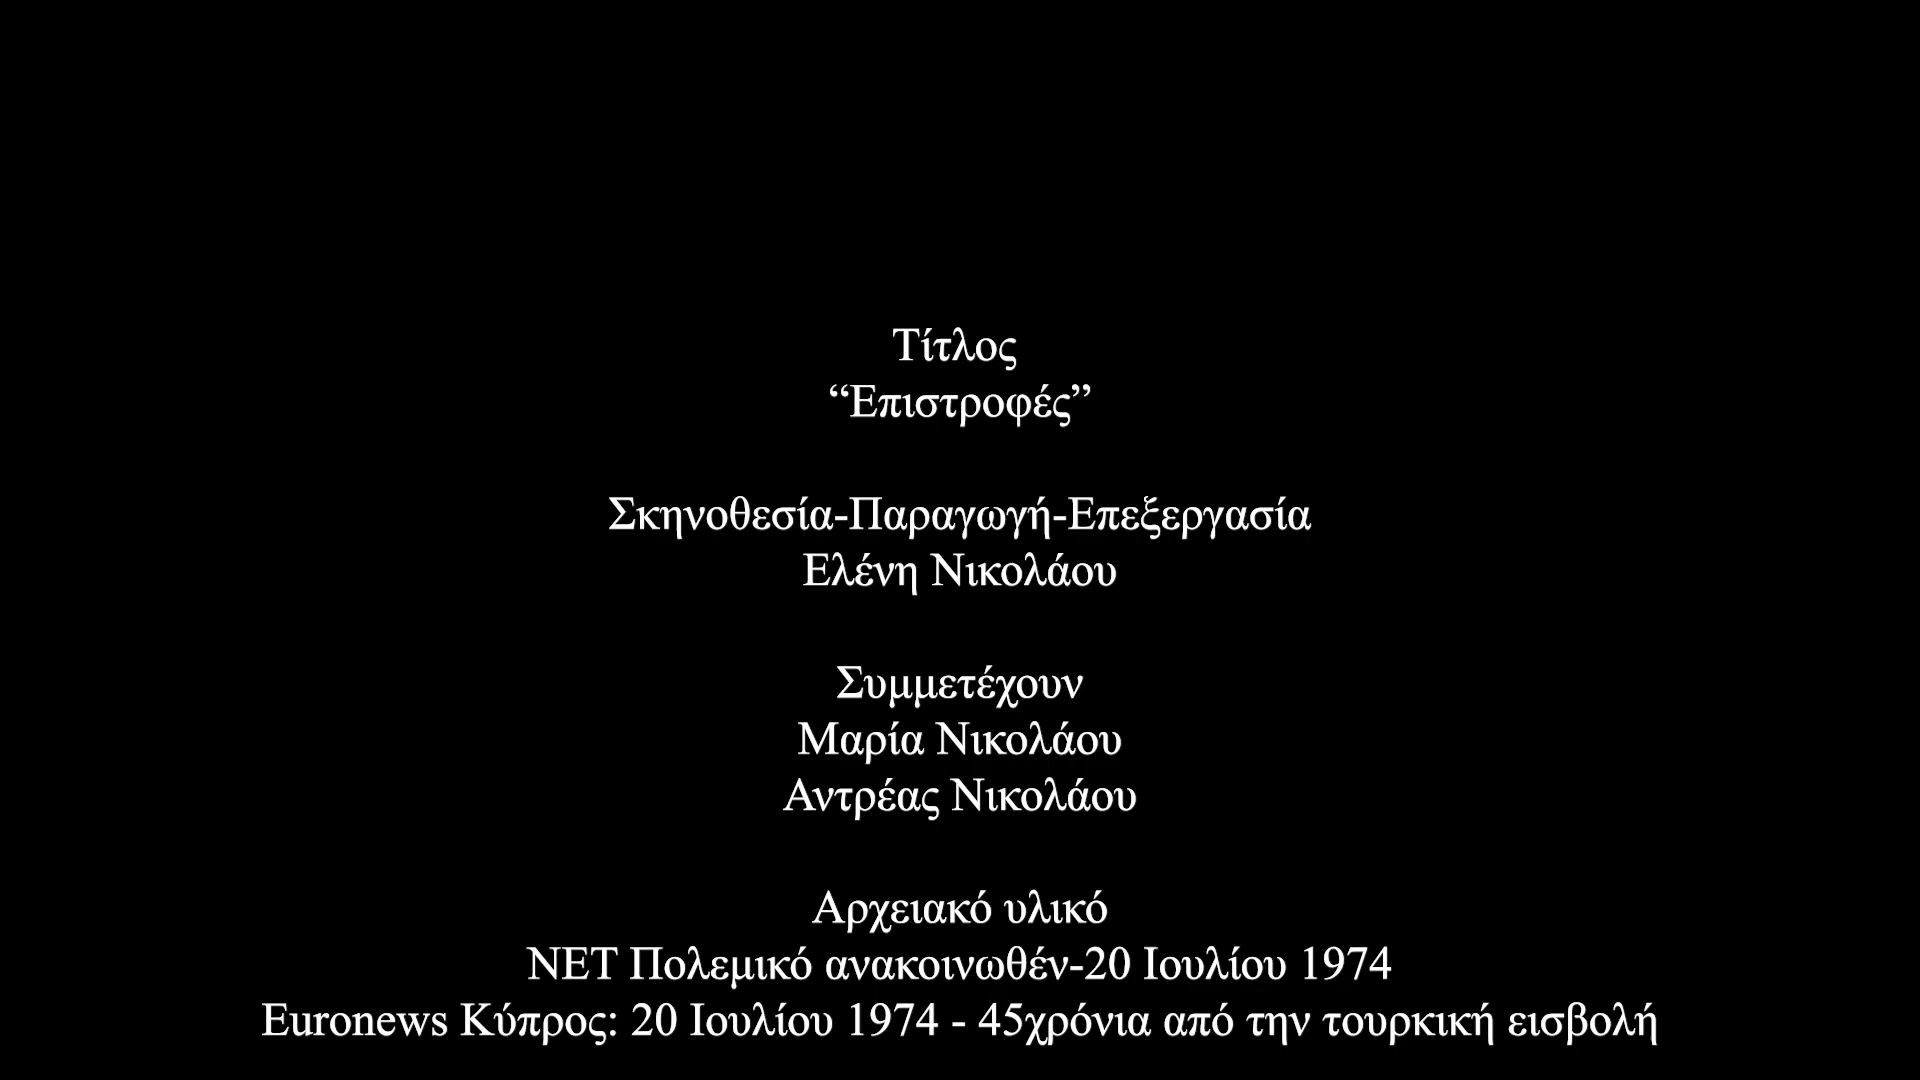 Τίτλος
“Επιστροφές”
Σκηνοθεσία-Παραγωγή-Επεξεργασία
Ελένη Νικολάου
Συμμετέχουν
Μαρία Νικολάου
Αντρέας Νικολάου
Αρχειακό υλικό
ΝΕΤ Πολεμικό ανακοινωθέν-20 Ιουλίου 1974
Euronews Κύπρος: 20 Ιουλίου 1974 - 45χρόνια από την τουρκική εισβολή